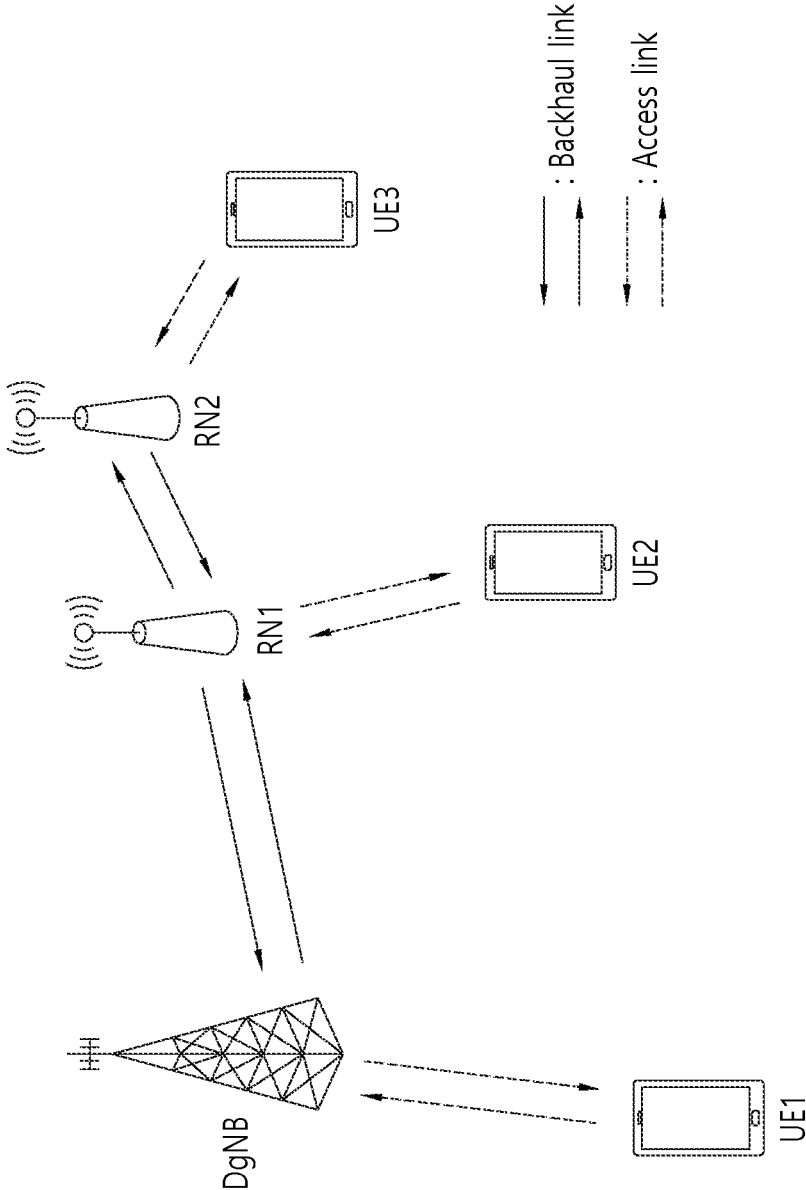 RN2
UE3
RN1
UE2
DgNB
UE1
: Backhaul link
: Access link